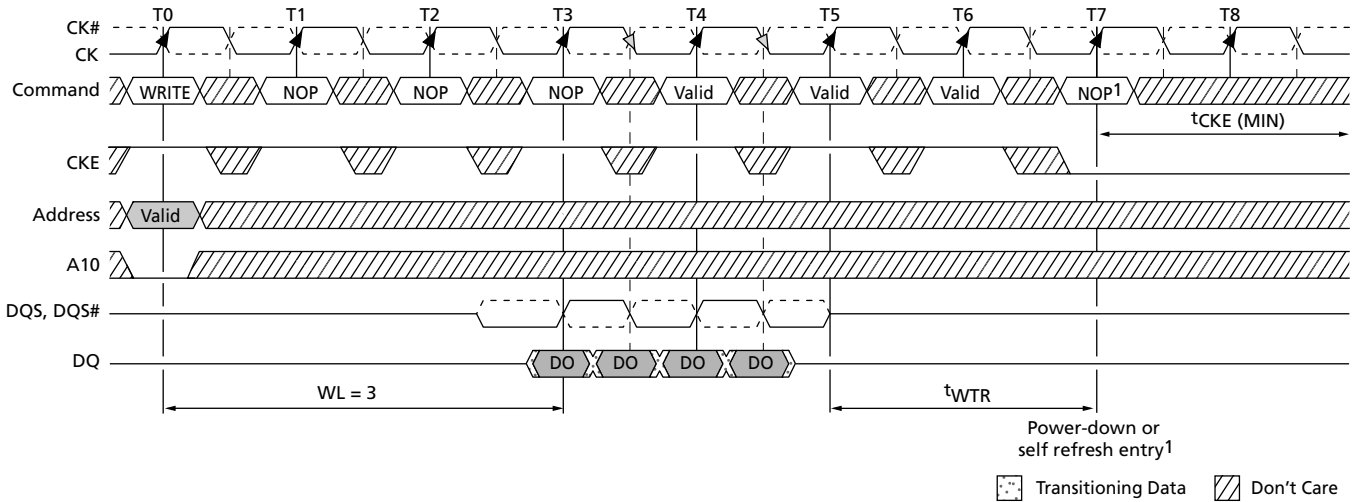 T0 T1 T2 T3 T4 T5 T6 T7 T8
CK#
CK
Command WRITE NOP NOP NOP Valid Valid Valid NOP1
tCKE (MIN)
CKE
Address Valid
A10
DQS, DQS#
DQ DO DO DO DO
WL = 3 tWTR
Power-down or
self refresh entry1
Transitioning Data Don't Care